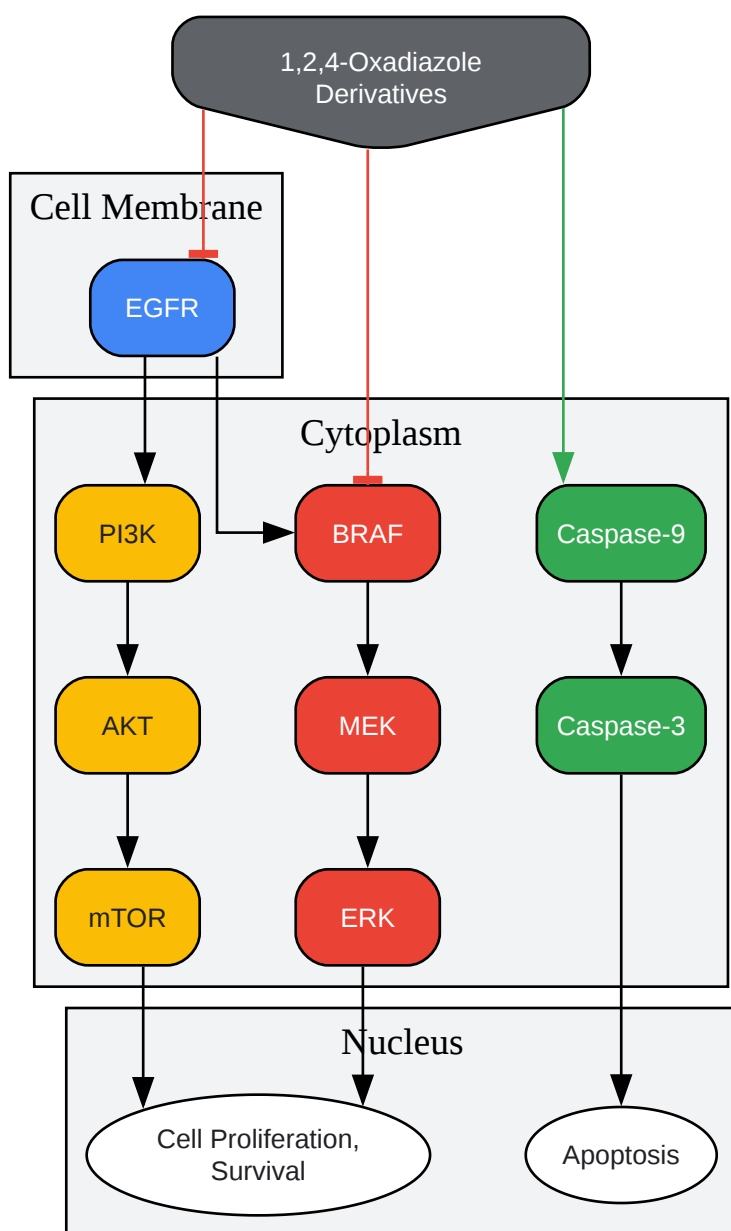 1,2,4-Oxadiazole
Derivatives
Cell Membrane
EGFR
Cytoplasm
PI3K
BRAF
Caspase-9
AKT
MEK
Caspase-3
mTOR
ERK
Nucleus
Cell Proliferation,
Survival
Apoptosis